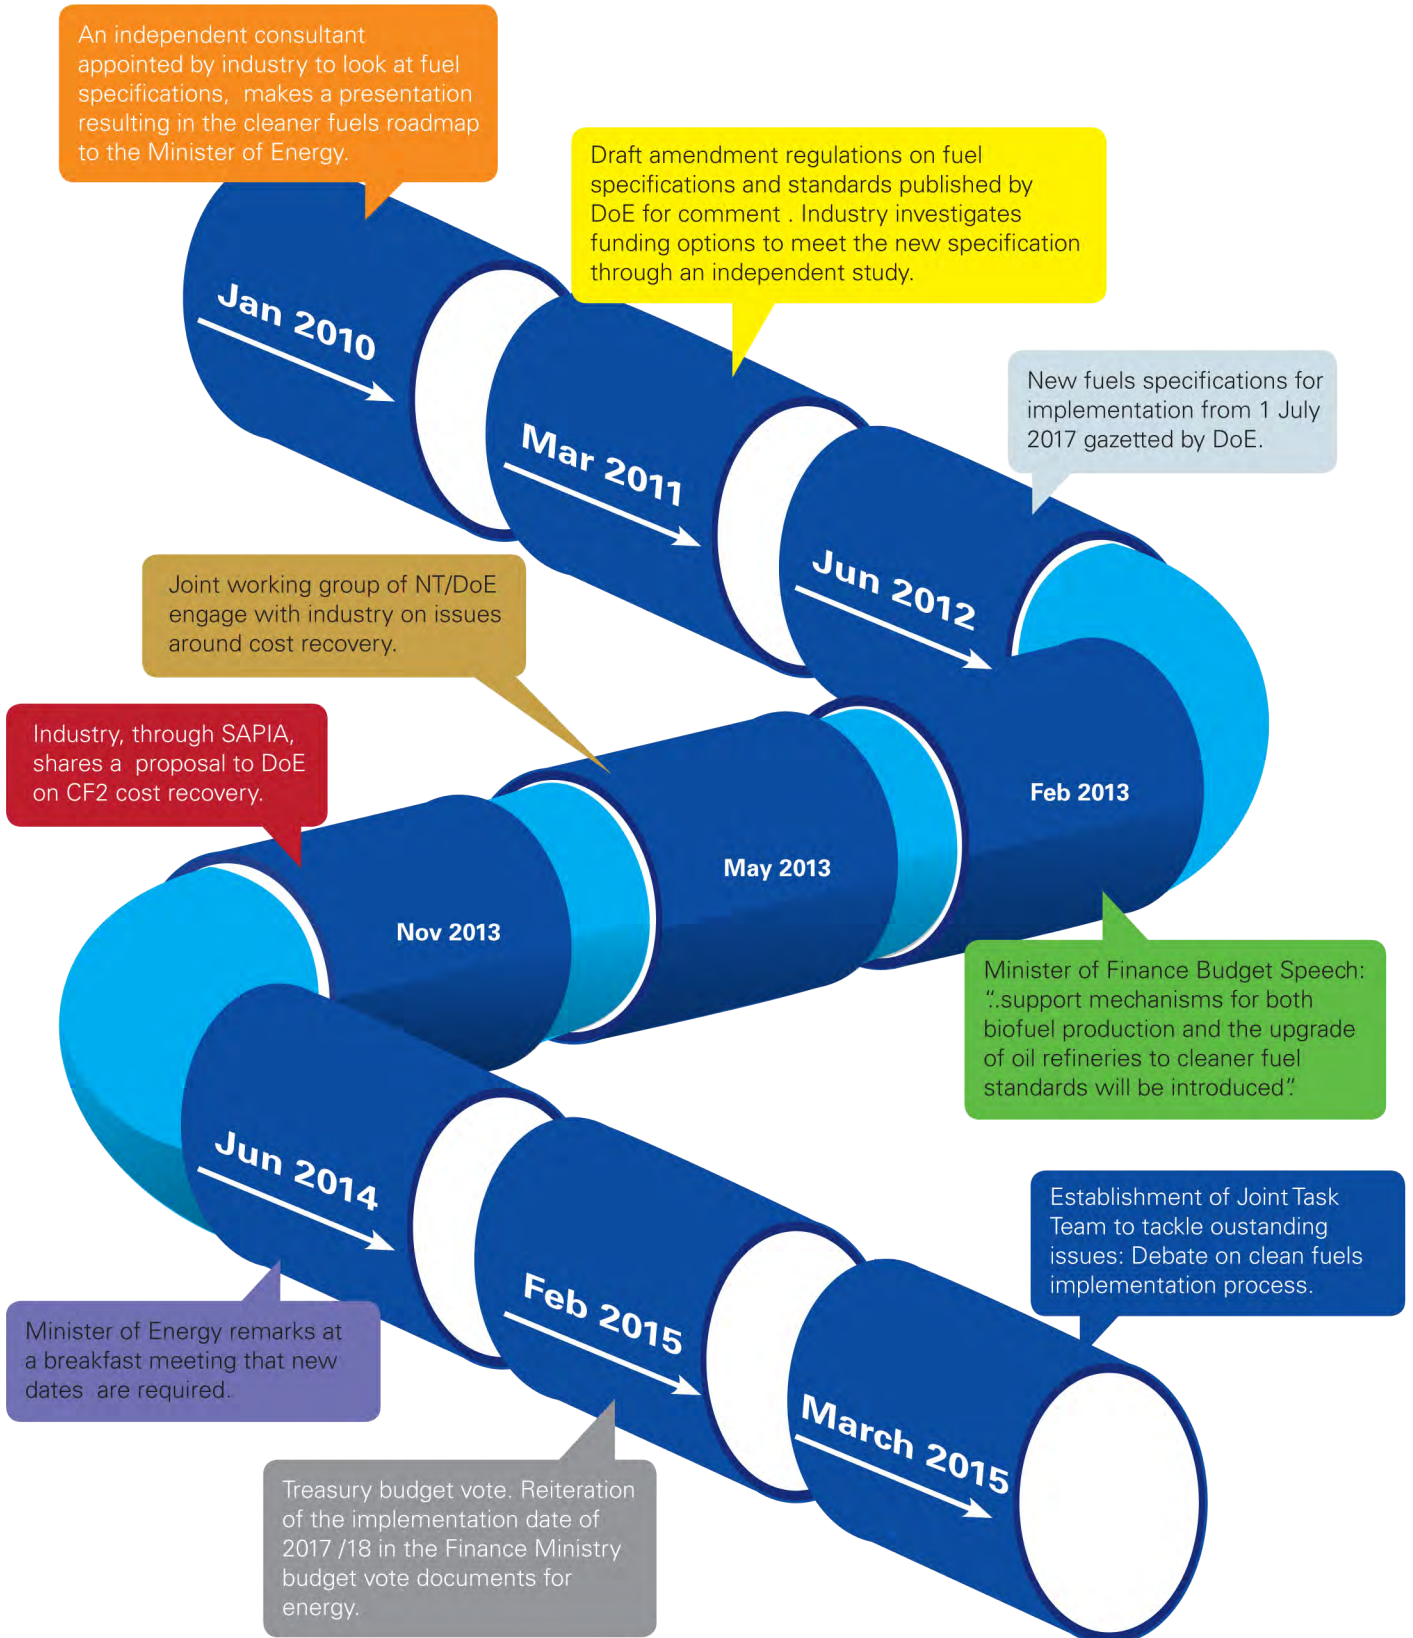 An independent consultant
appointed by industry to look at fuel
specifications, makes a presentation
resulting in the cleaner fuels roadmap
to the Minister of Energy.
Jan 2010
Draft amendment regulations on fuel
specifications and standards published by
DoE for comment . Industry investigates
funding options to meet the new specification
through an independent study.
Mar 2011
New fuels specifications for
implementation from 1 July
2017 gazetted by DoE.
Jun 2012
Feb 2013
Minister of Finance Budget Speech:
“..support mechanisms for both
biofuel production and the upgrade
of oil refineries to cleaner fuel
standards will be introduced”.
Joint working group of NT/DoE
engage with industry on issues
around cost recovery.
May 2013
Industry, through SAPIA,
shares a proposal to DoE
on CF2 cost recovery.
Nov 2013
Jun 2014
Minister of Energy remarks at
a breakfast meeting that new
dates are required.
Feb 2015
Treasury budget vote. Reiteration
of the implementation date of
2017 /18 in the Finance Ministry
budget vote documents for
energy.
Establishment of Joint Task
Team to tackle oustanding
issues: Debate on clean fuels
implementation process.
March 2015